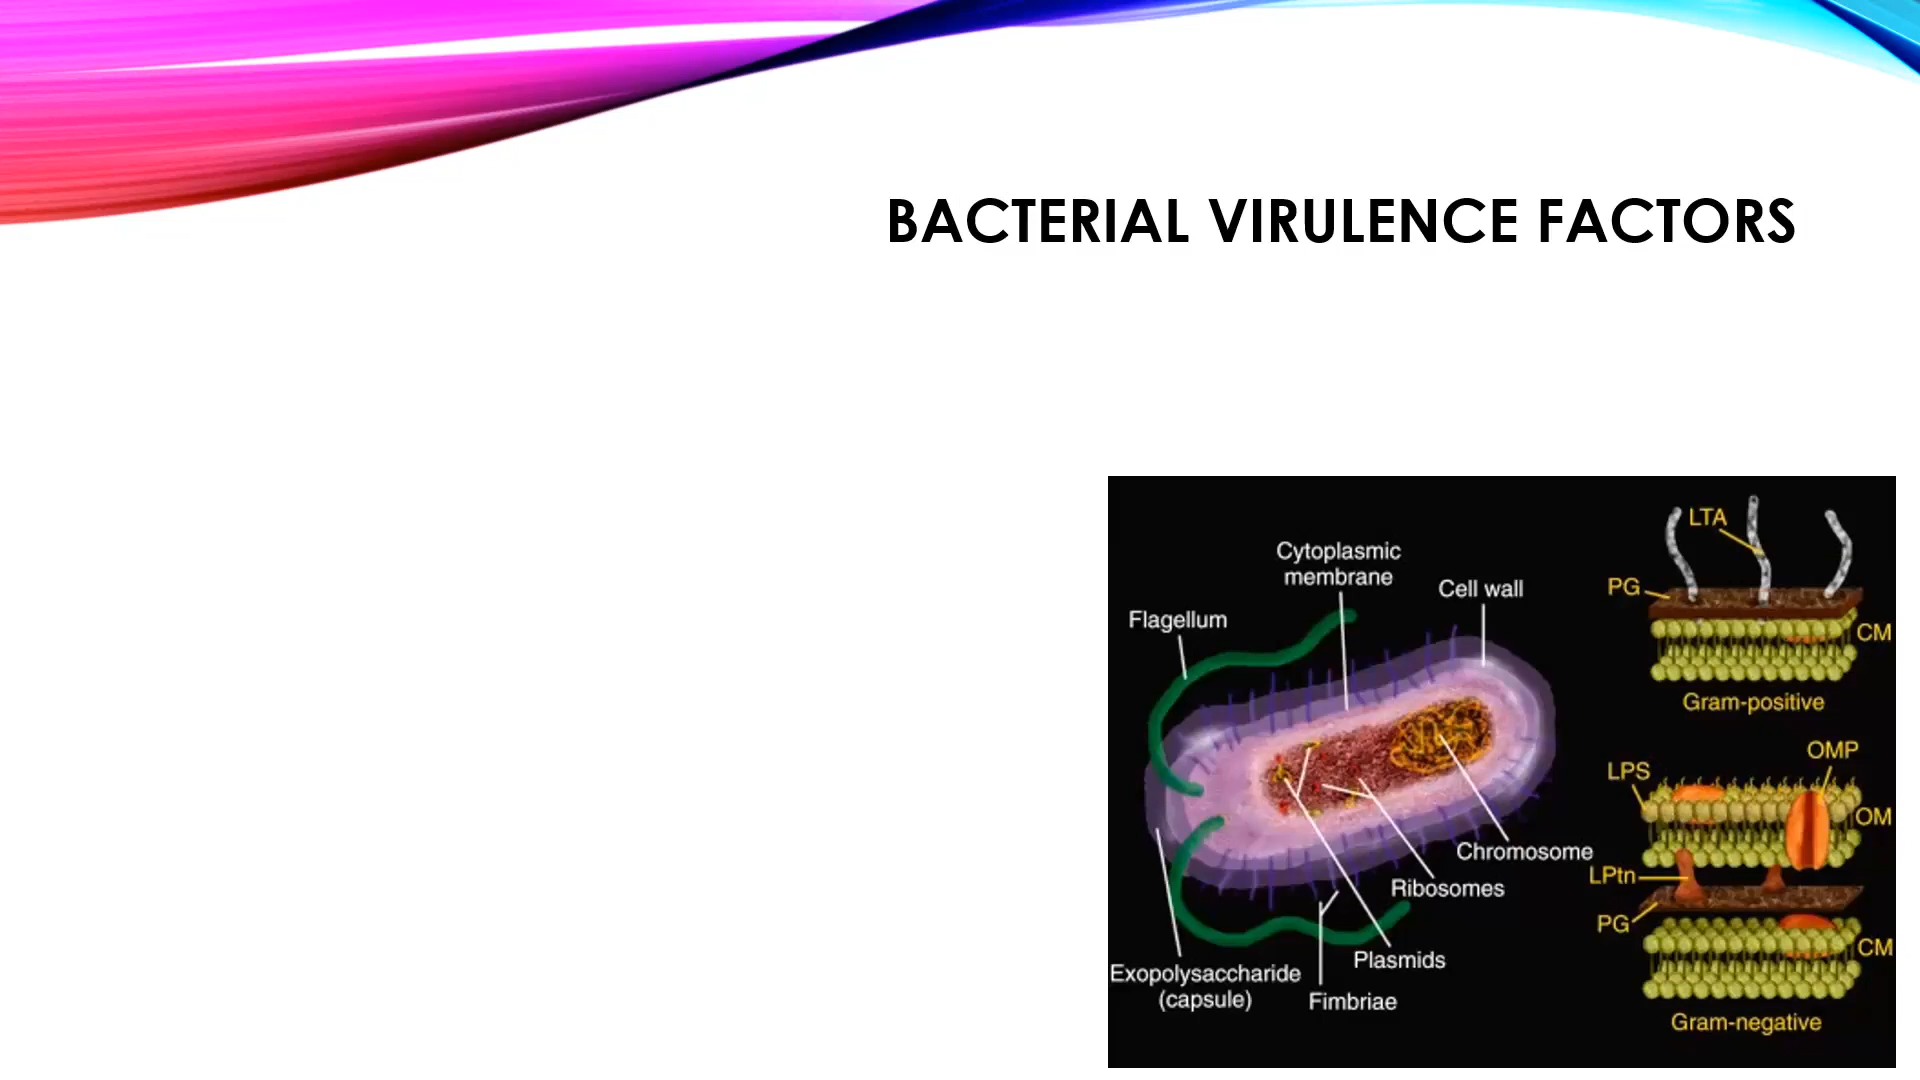 BACTERIAL VIRULENCE FACTORS
Cytoplasmic
membrane
Cell wall
Flagellum
Chromosome
Ribosomes
Plasmids
Exopolysaccharide
(capsule)
Fimbriae
LTA
PG
CM
Gram-positive
OMP
LPS
OM
LPtn
PG
CM
Gram-negative